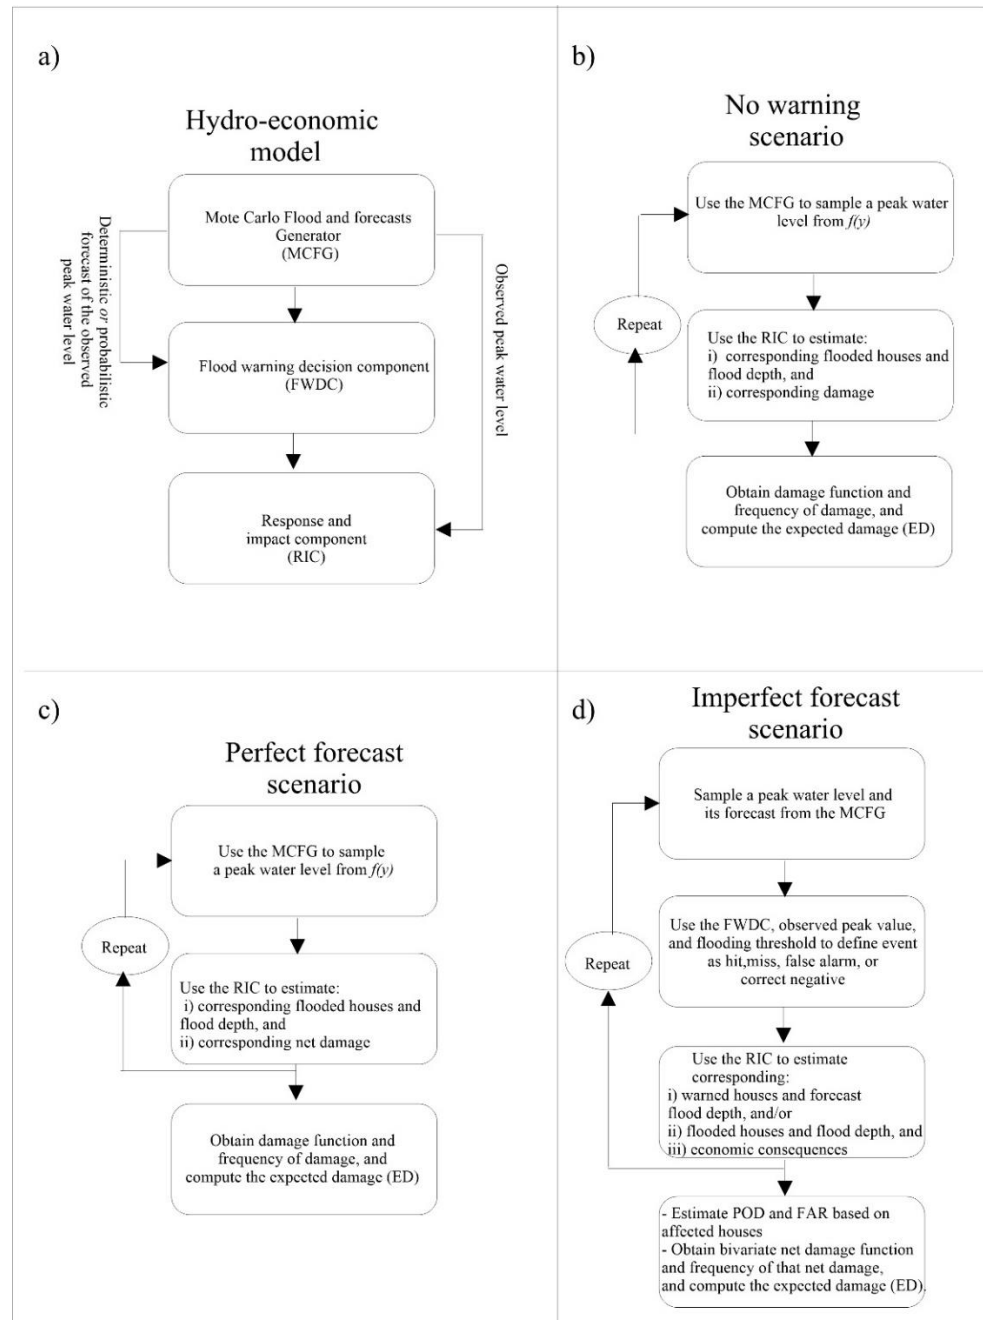 a)
Hydro-economic
model
Mote Carlo Flood and forecasts
Generator
(MCFG)
Deterministic or probabilistic
forecast of the observed
peak water level
Observed peak water level
Flood warning decision component
(FWDC)
Response and
impact component
(RIC)
b)
No warning
scenario
Use the MCFG to sample a peak water
level from f(y)
Repeat
Use the RIC to estimate:
i) corresponding flooded houses and
flood depth, and
ii) corresponding damage
Obtain damage function and
frequency of damage, and
compute the expected damage (ED)
c)
Perfect forecast
scenario
Use the MCFG to sample
a peak water level from f(y)
Repeat
Use the RIC to estimate:
i) corresponding flooded houses and
flood depth, and
ii) corresponding net damage
Obtain damage function and
frequency of damage, and
compute the expected damage (ED)
d)
Imperfect forecast
scenario
Sample a peak water level and
its forecast from the MCFG
Repeat
Use the FWDC, observed peak value,
and flooding threshold to define event
as hit,miss, false alarm, or
correct negative
Use the RIC to estimate
corresponding:
i) warned houses and forecast
flood depth, and/or
ii) flooded houses and flood depth, and
iii) economic consequences
- Estimate POD and FAR based on
affected houses
- Obtain bivariate net damage function
and frequency of that net damage,
and compute the expected damage (ED).